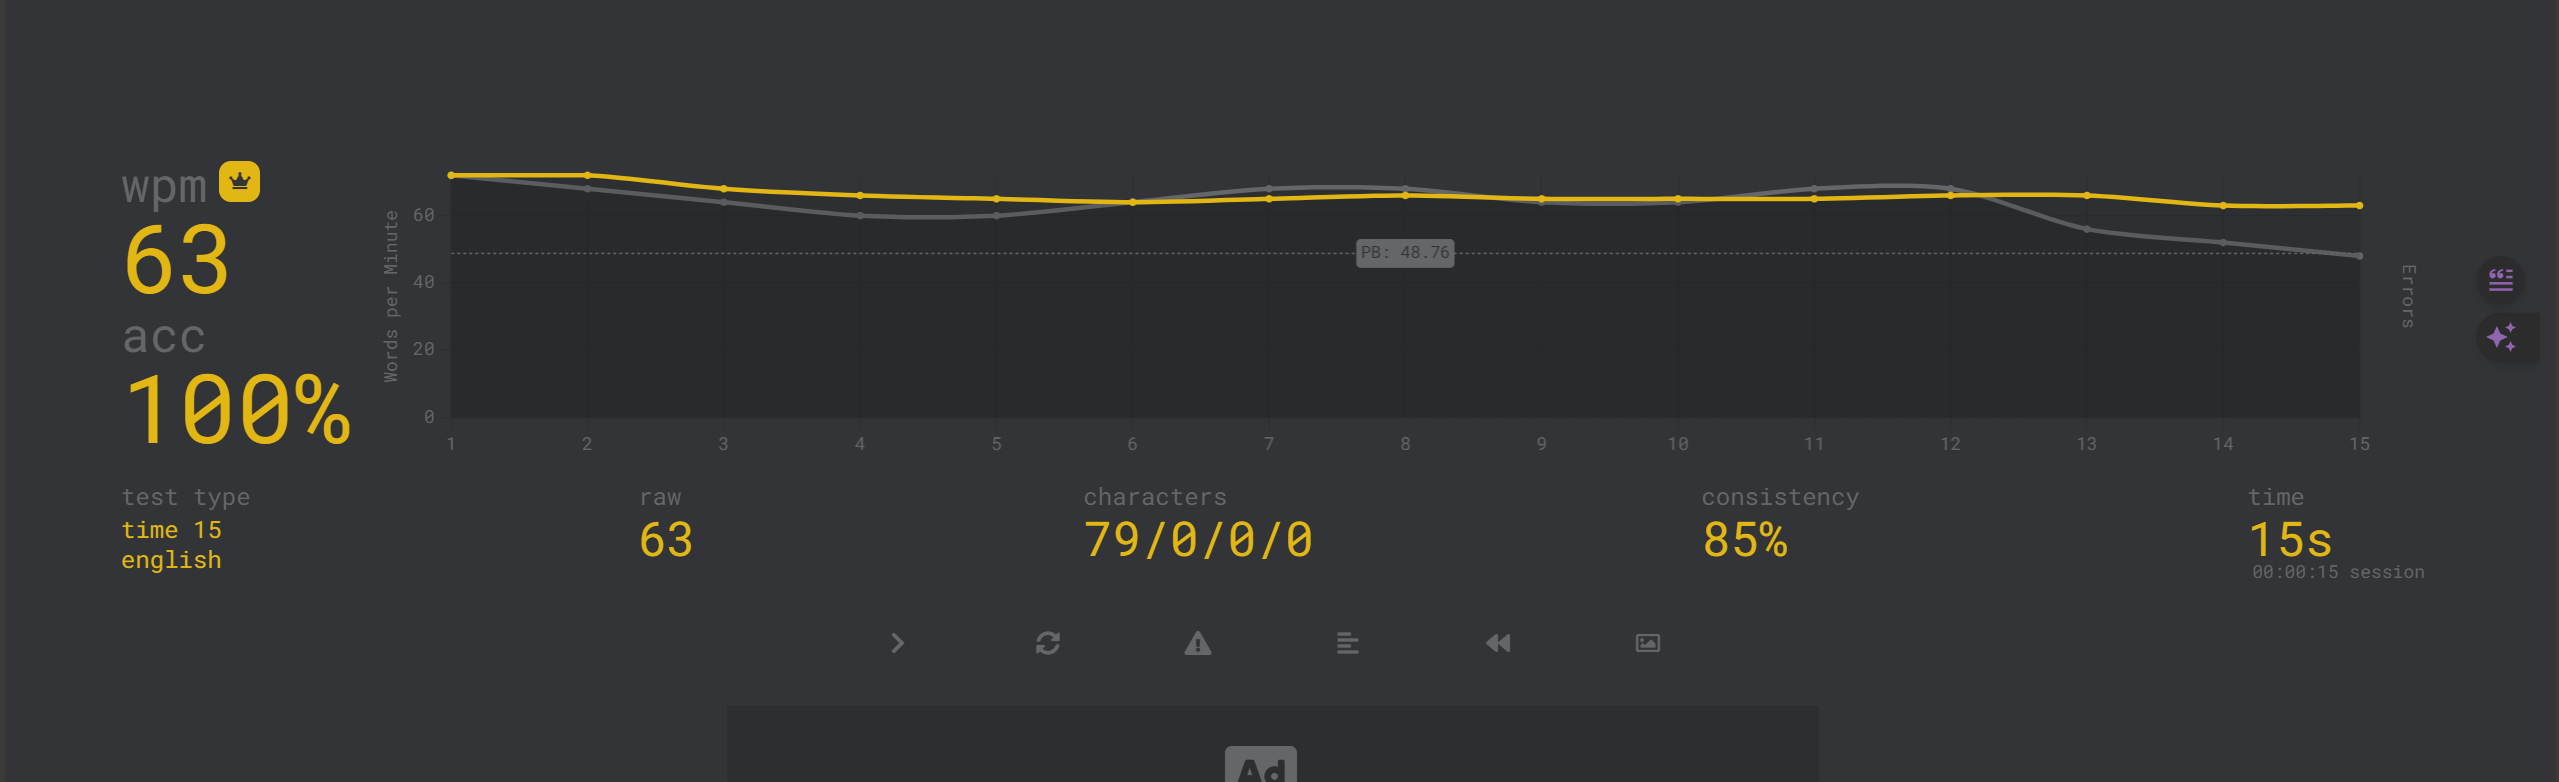 wpm
63
acc
100%
Words per Minute
60
40
20
0
PB: 48.76
1 2 3 4 5 6 7 8 9 10 11 12 13 14 15
Errors
test type
time 15
english
raw
63
characters
79/0/0/0
consistency
85%
time
15s
00:00:15 session
Ad